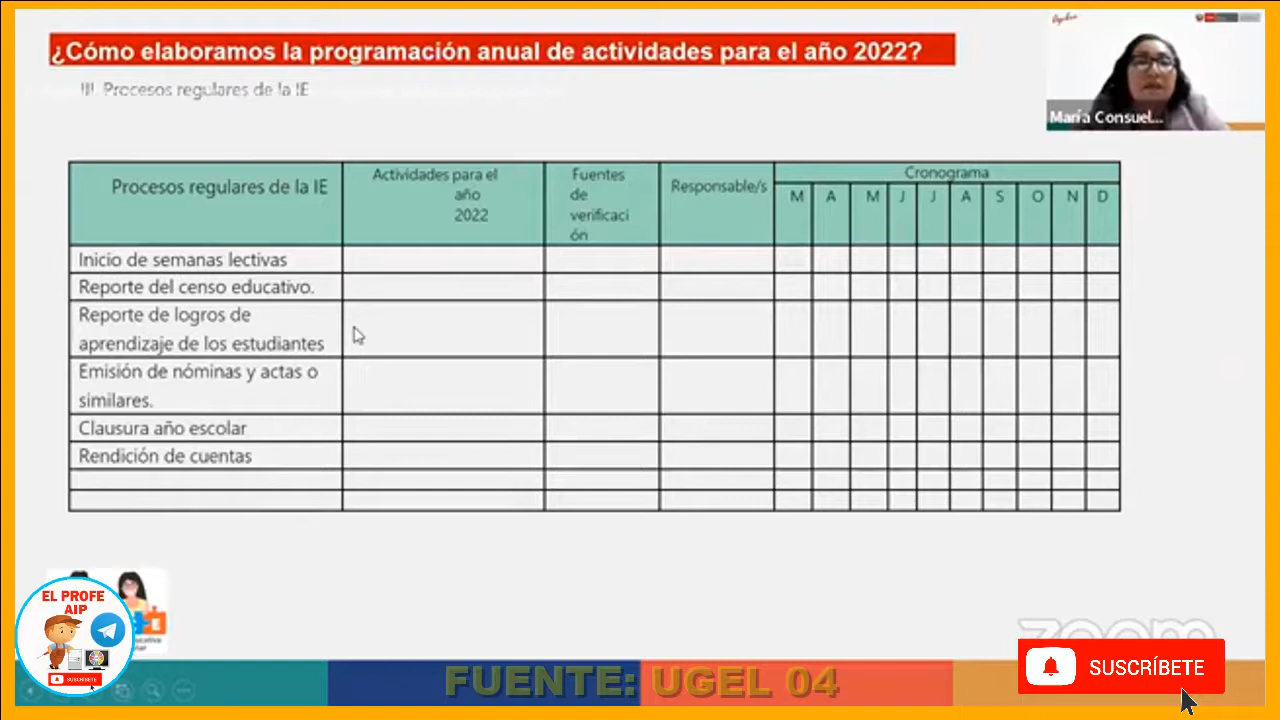 ¿Cómo elaboramos la programación anual de actividades para el año 2022?
III. Procesos regulares de la IE
María Consuel...
Procesos regulares de la IE
Actividades para el
año
2022
Fuentes
de
verificaci
ón
Responsable/s
Cronograma
M A M J J A S O N D
Inicio de semanas lectivas
Reporte del censo educativo.
Reporte de logros de
aprendizaje de los estudiantes
Emisión de nóminas y actas o
similares.
Clausura año escolar
Rendición de cuentas
EL PROFE
AIP
SUSCRÍBETE
zoom
SUSCRÍBETE
FUENTE: UGEL 04